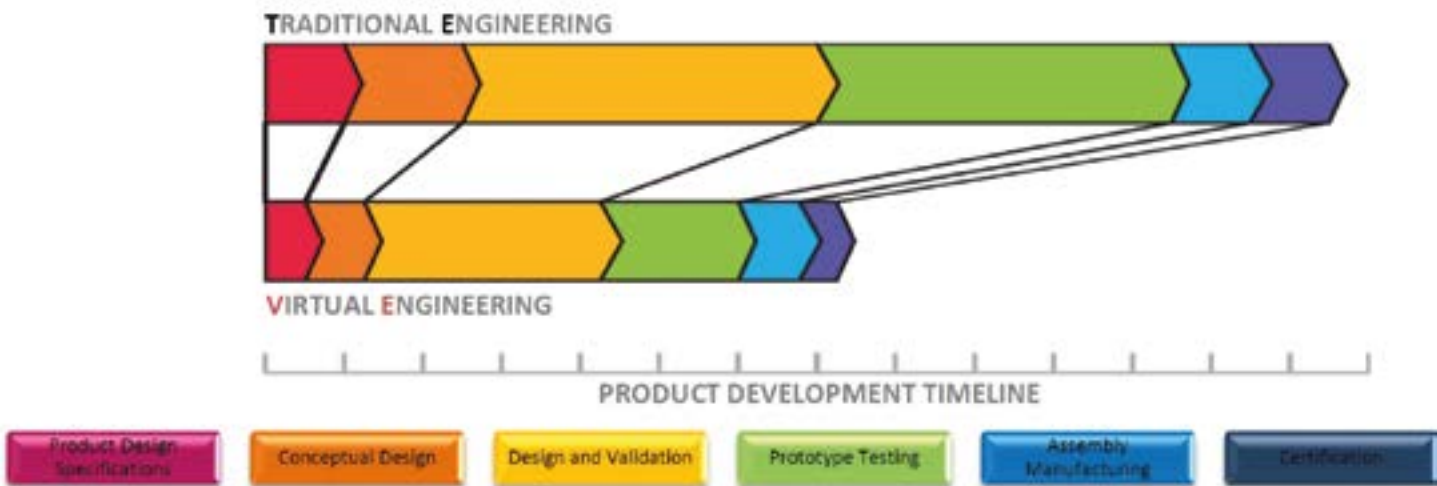 TRADITIONAL ENGINEERING
VIRTUAL ENGINEERING
PRODUCT DEVELOPMENT TIMELINE
Product Design
Specifications
Conceptual Design
Design and Validation
Prototype Testing
Assembly
Manufacturing
Certification